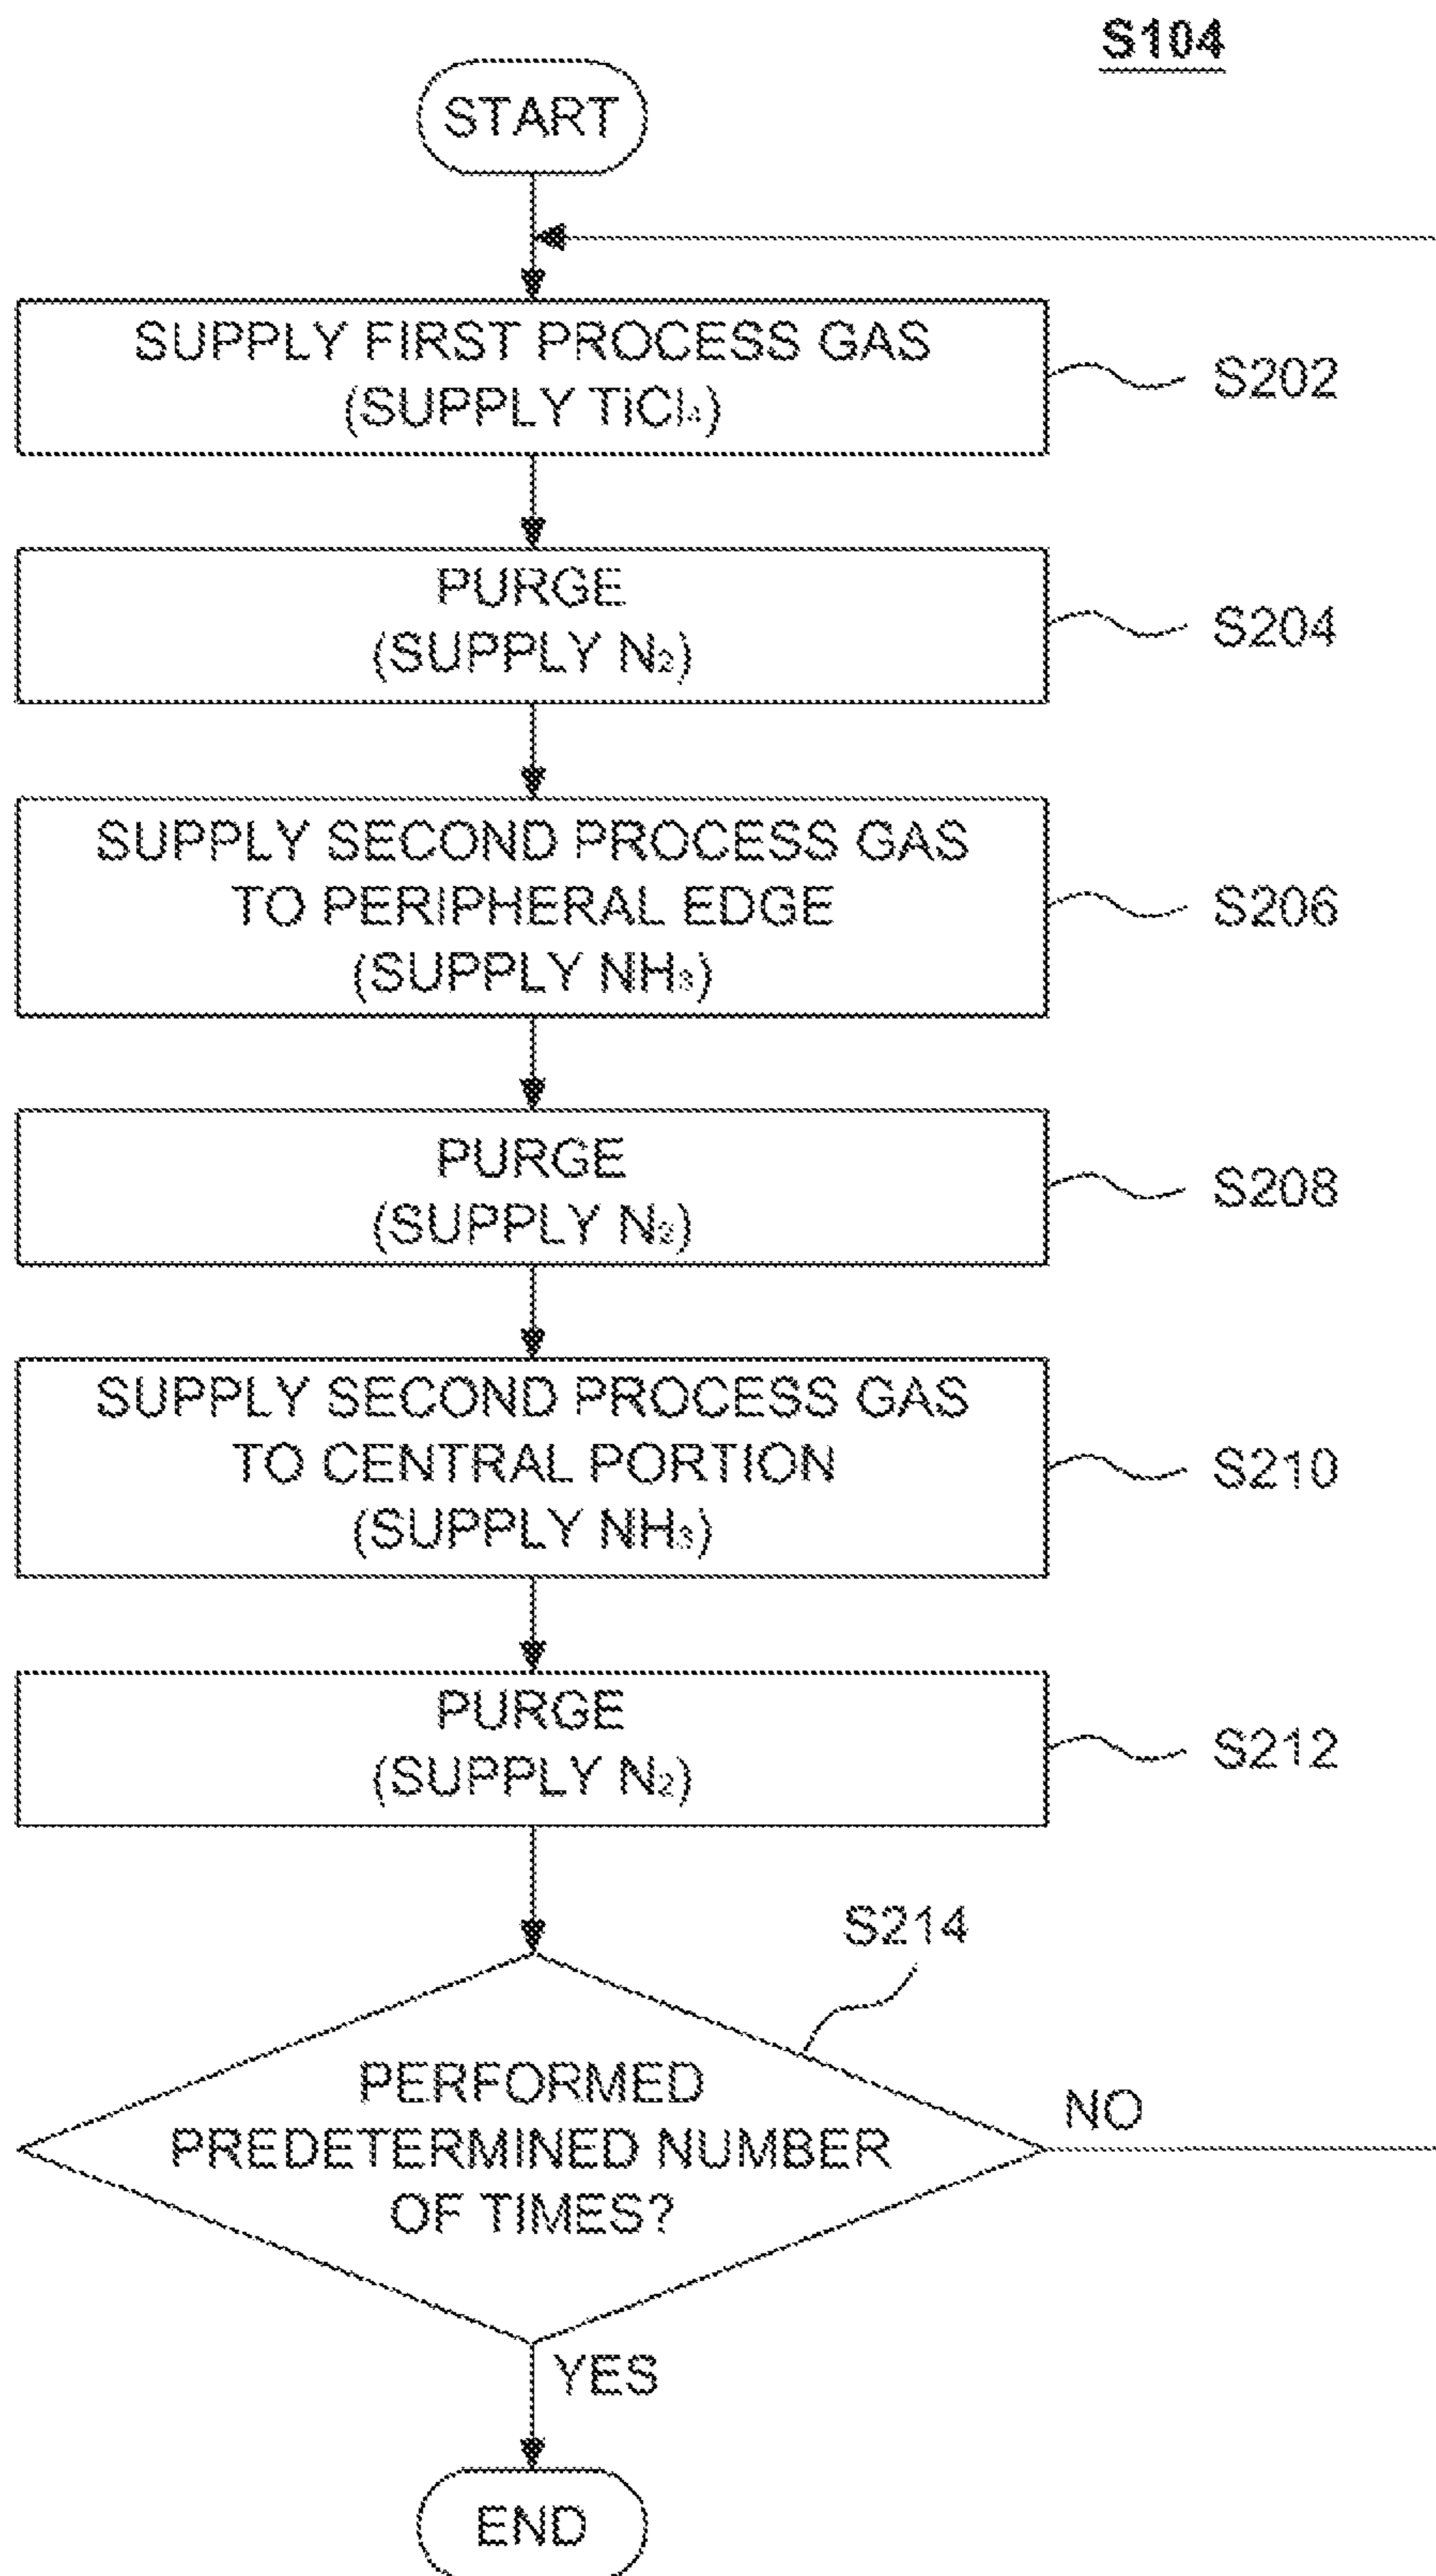 S104
START
SUPPLY FIRST PROCESS GAS
(SUPPLY TiCl₄)
S202
PURGE
(SUPPLY N₂)
S204
SUPPLY SECOND PROCESS GAS
TO PERIPHERAL EDGE
(SUPPLY NH₃)
S206
PURGE
(SUPPLY N₂)
S208
SUPPLY SECOND PROCESS GAS
TO CENTRAL PORTION
(SUPPLY NH₃)
S210
PURGE
(SUPPLY N₂)
S212
S214
PERFORMED
PREDETERMINED NUMBER
OF TIMES?
NO
YES
END